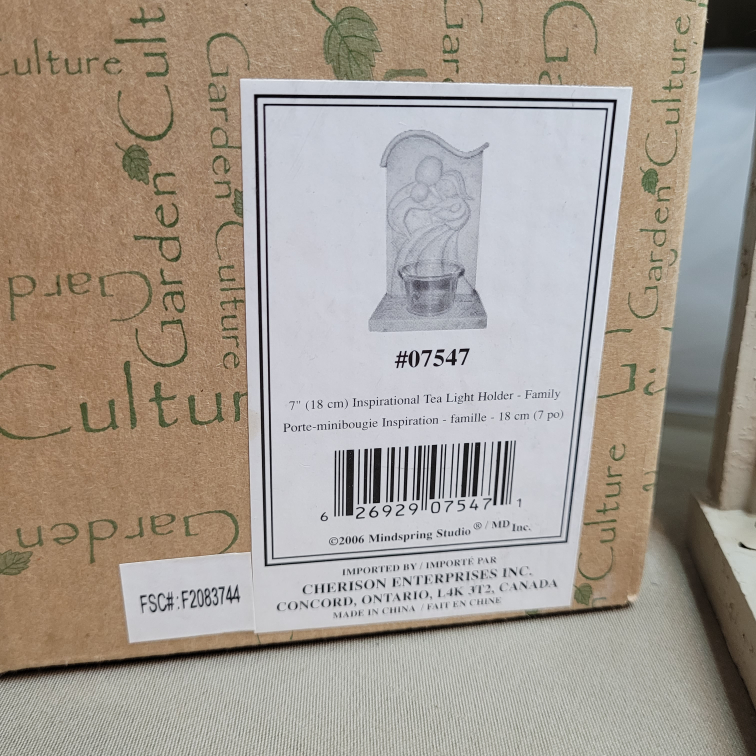 Culture
Garden Culture
Garden Culture
Garden Culture
Garden
Culture
Garden
Culture
#07547
7" (18 cm) Inspirational Tea Light Holder - Family
Porte-minibougie Inspiration - famille - 18 cm (7 po)
6 26929 07547 1
©2006 Mindspring Studio ® / MD Inc.
IMPORTED BY / IMPORTÉ PAR
CHERISON ENTERPRISES INC.
CONCORD, ONTARIO, L4K 3T2, CANADA
MADE IN CHINA / FAIT EN CHINE
FSC#:F2083744